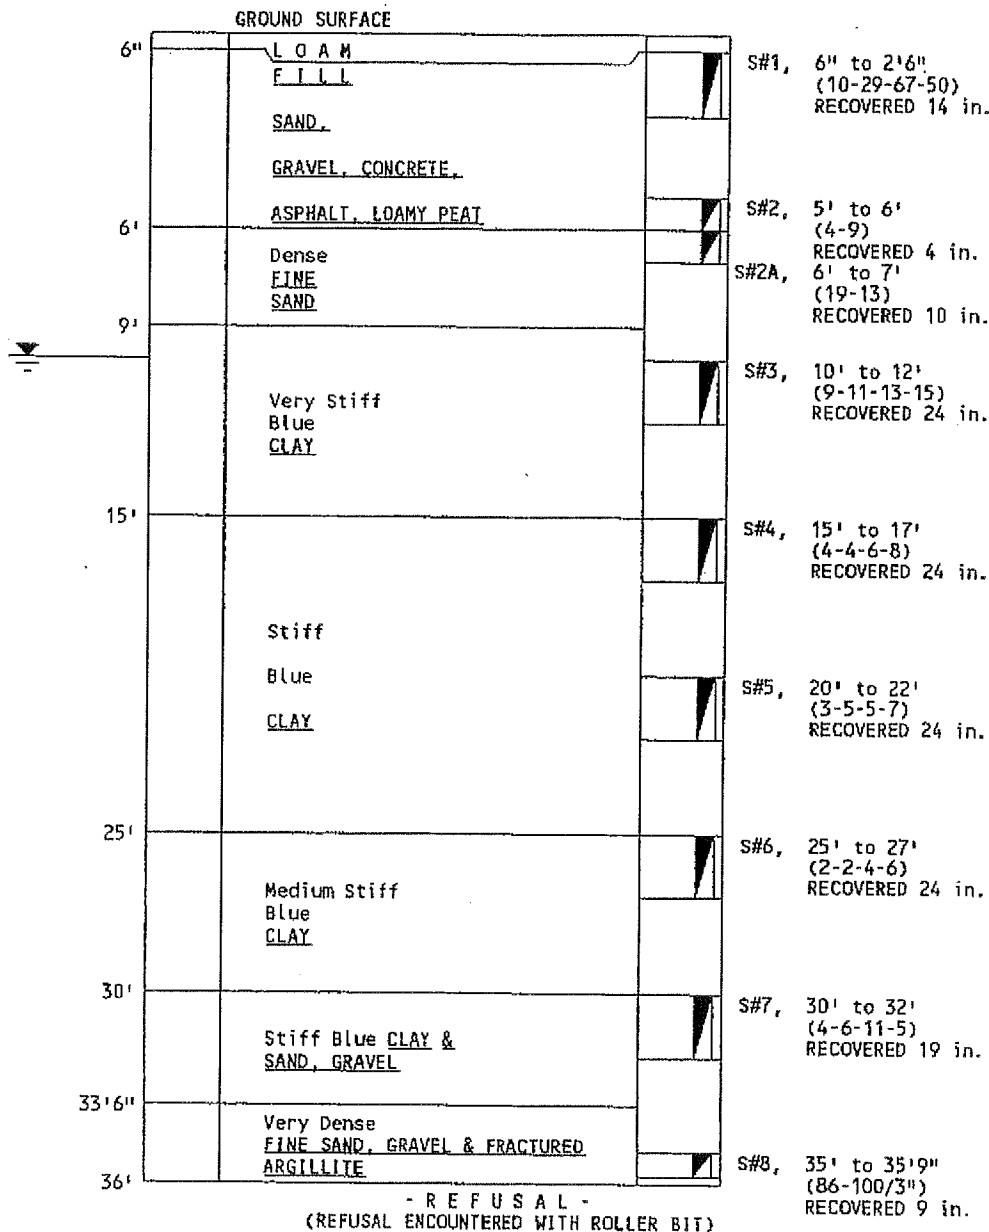 GROUND SURFACE
6"
L O A M
F I L L
SAND,
GRAVEL, CONCRETE,
ASPHALT, LOAMY PEAT
6'
Dense
FINE
SAND
9'
Very Stiff
Blue
CLAY
15'
Stiff
Blue
CLAY
25'
Medium Stiff
Blue
CLAY
30'
Stiff Blue CLAY &
SAND, GRAVEL
33'6"
Very Dense
FINE SAND, GRAVEL & FRACTURED
ARGILLITE
36'
- R E F U S A L -
(REFUSAL ENCOUNTERED WITH ROLLER BIT)
S#1, 6" to 2'6"
(10-29-67-50)
RECOVERED 14 in.
S#2, 5' to 6'
(4-9)
RECOVERED 4 in.
S#2A, 6' to 7'
(19-13)
RECOVERED 10 in.
S#3, 10' to 12'
(9-11-13-15)
RECOVERED 24 in.
S#4, 15' to 17'
(4-4-6-8)
RECOVERED 24 in.
S#5, 20' to 22'
(3-5-5-7)
RECOVERED 24 in.
S#6, 25' to 27'
(2-2-4-6)
RECOVERED 24 in.
S#7, 30' to 32'
(4-6-11-5)
RECOVERED 19 in.
S#8, 35' to 35'9"
(86-100/3")
RECOVERED 9 in.